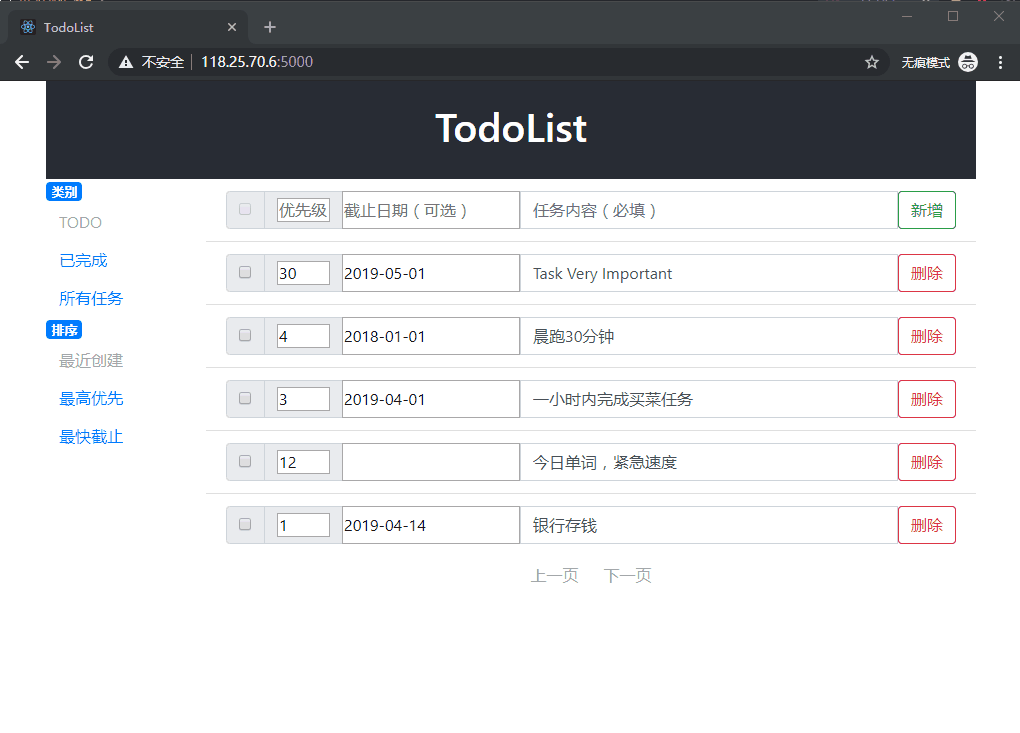 TodoList
不安全 118.25.70.6:5000 无痕模式
TodoList
类别
TODO
已完成
所有任务
排序
最近创建
最高优先
最快截止
优先级 截止日期（可选） 任务内容（必填） 新增
30 2019-05-01 Task Very Important 删除
4 2018-01-01 晨跑30分钟 删除
3 2019-04-01 一小时内完成买菜任务 删除
12 今日单词，紧急速度 删除
1 2019-04-14 银行存钱 删除
上一页 下一页